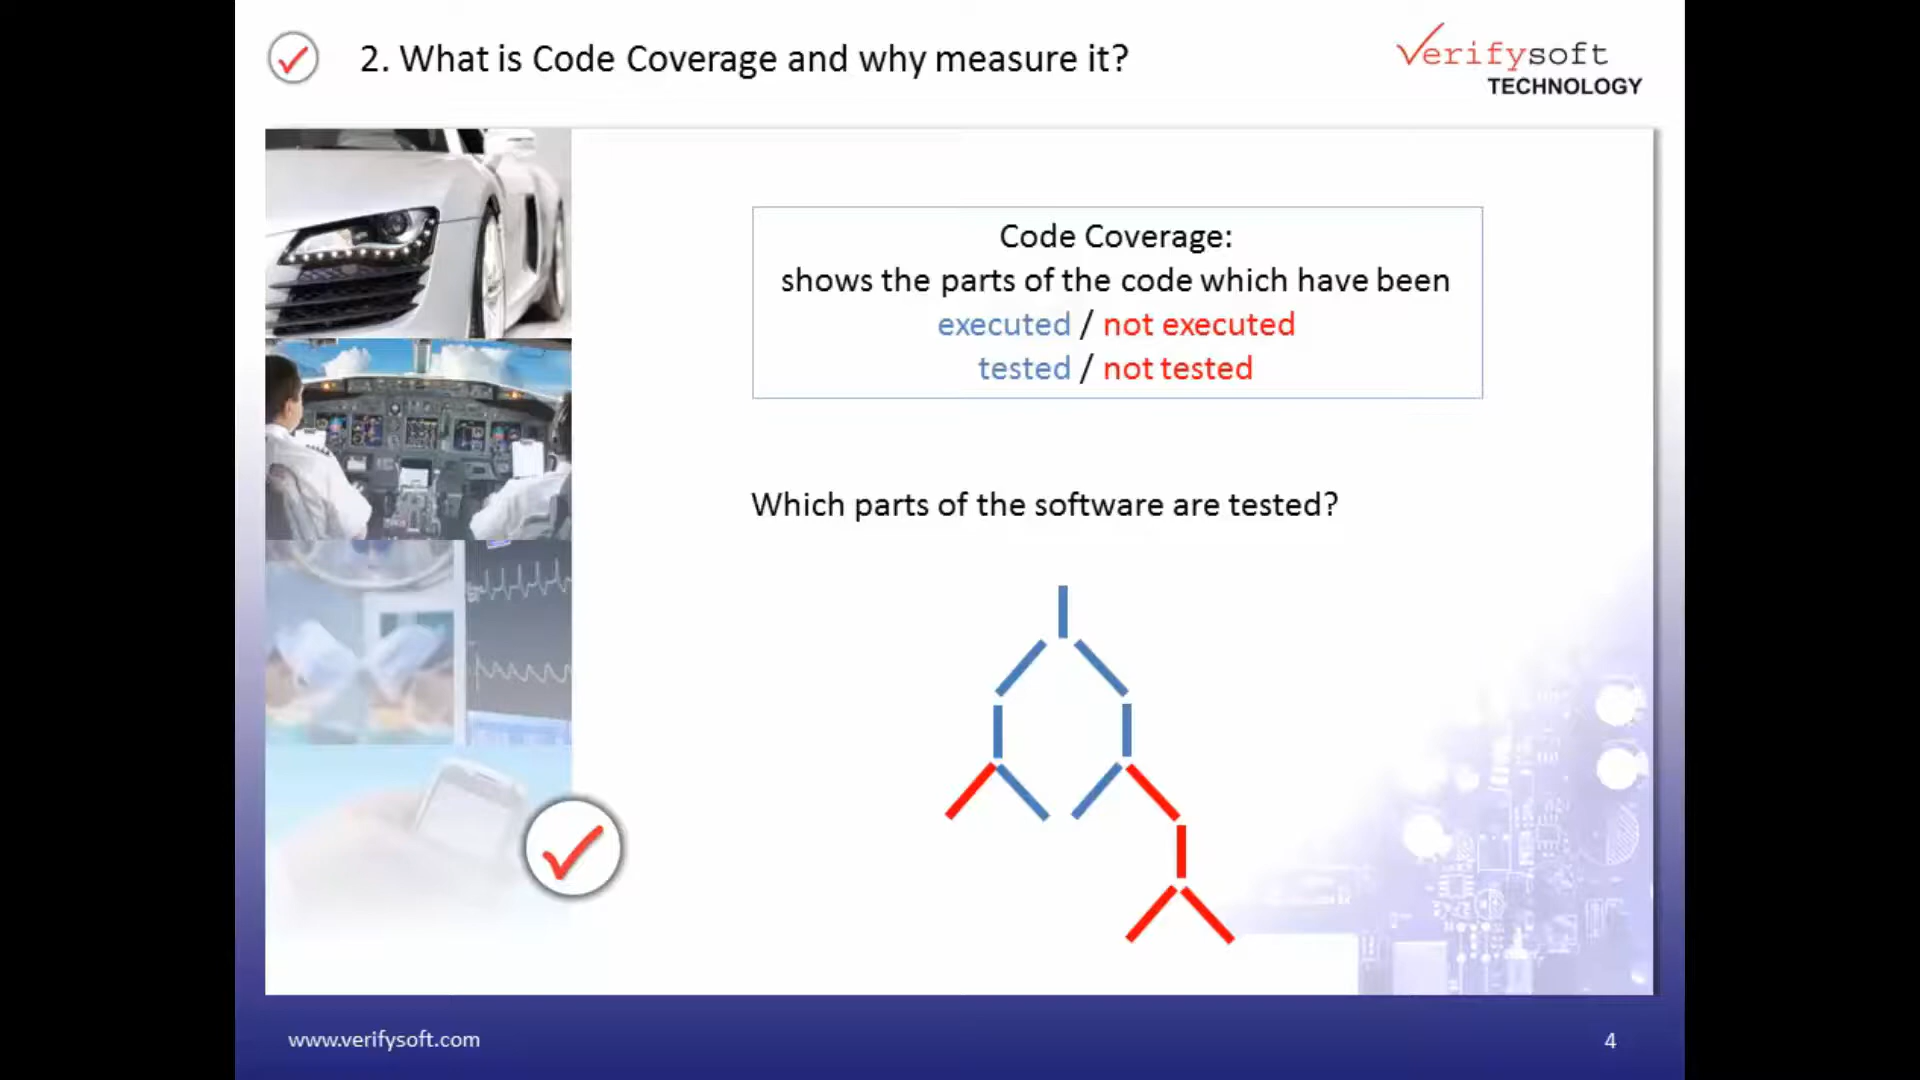 2. What is Code Coverage and why measure it?
Verifysoft
TECHNOLOGY
Code Coverage:
shows the parts of the code which have been
executed / not executed
tested / not tested
Which parts of the software are tested?
www.verifysoft.com
4